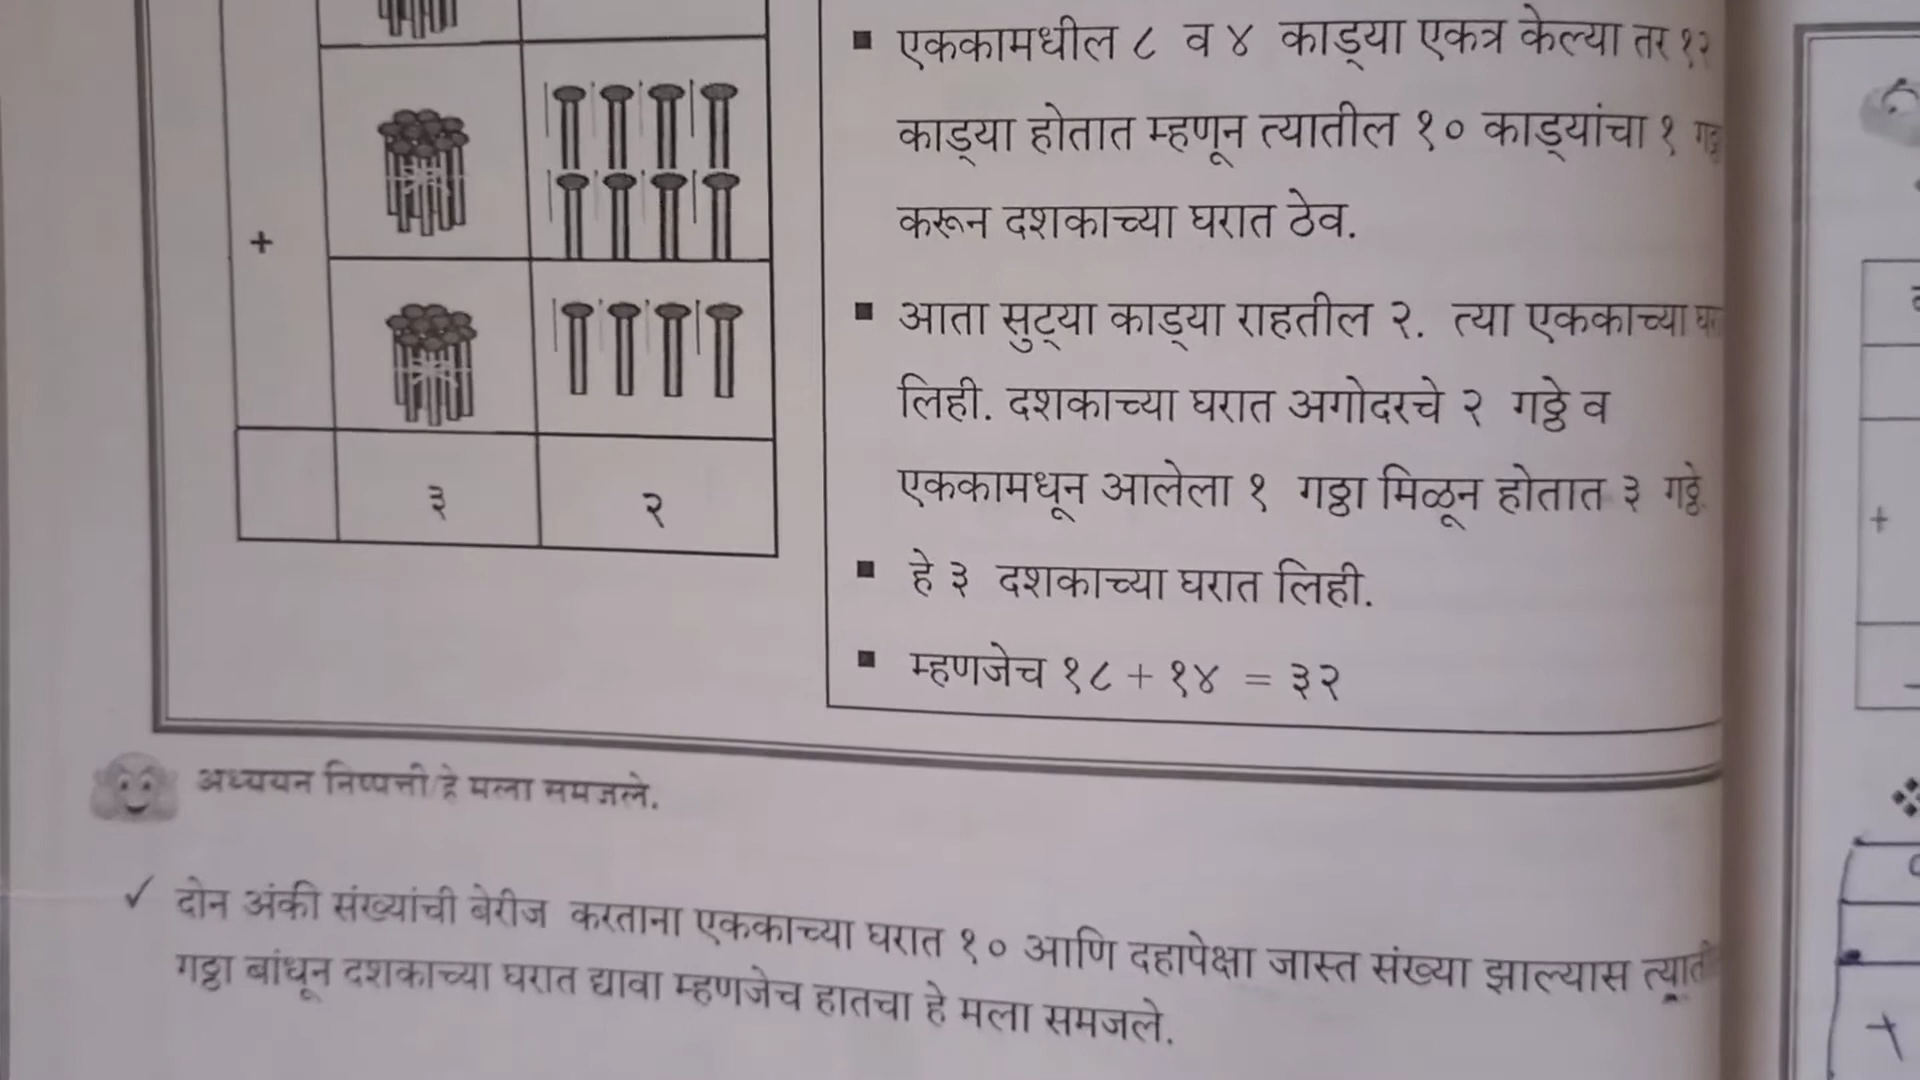 एककामधील ८ व ४ काड्या एकत्र केल्या तर १२
काड्या होतात म्हणून त्यातील १० काड्यांचा १
करून दशकाच्या घरात ठेव.
आता सुट्या काड्या राहतील २. त्या एककाच्या
लिही. दशकाच्या घरात अगोदरचे २ गठ्ठे व
एककामधून आलेला १ गठ्ठा मिळून होतात ३ गठ्ठे.
हे ३ दशकाच्या घरात लिही.
म्हणजेच १८ + १४ = ३२
+
३ २
अध्ययन निष्पत्ती/हे मला समजले.
✓ दोन अंकी संख्यांची बेरीज करताना एककाच्या घरात १० आणि दहापेक्षा जास्त संख्या झाल्यास
गठ्ठा बांधून दशकाच्या घरात द्यावा म्हणजेच हातचा हे मला समजले.
+
+